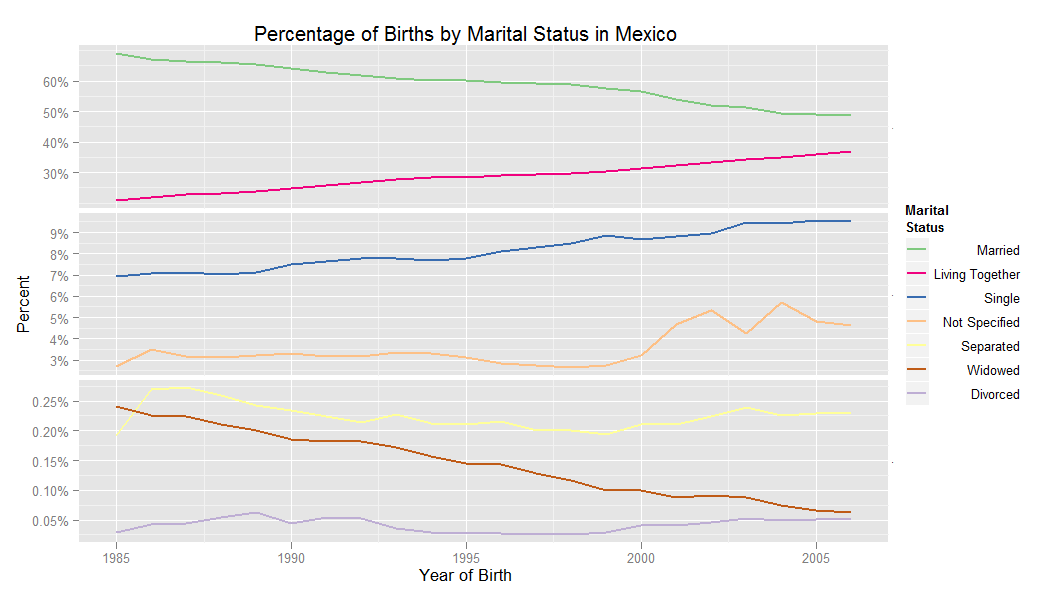 Percentage of Births by Marital Status in Mexico
60%
50%
40%
30%
9%
8%
7%
6%
5%
4%
3%
0.25%
0.20%
0.15%
0.10%
0.05%
Percent
1985 1990 1995 2000 2005
Year of Birth
Marital
Status
Married
Living Together
Single
Not Specified
Separated
Widowed
Divorced